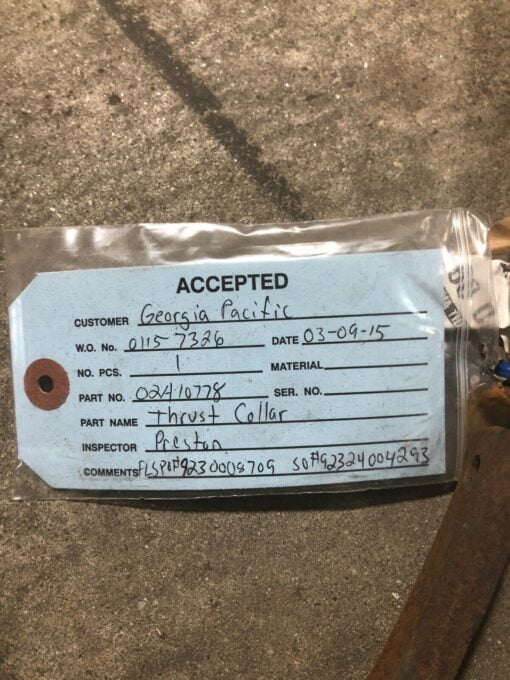 ACCEPTED
CUSTOMER Georgia Pacific
W.O. No. 0115 7326 DATE 03-09-15
NO. PCS. 1 MATERIAL
PART NO. 02410778 SER. NO.
PART NAME Thrust Collar
INSPECTOR Preston
COMMENTS FLSPO#9230009709 SO#92324004293